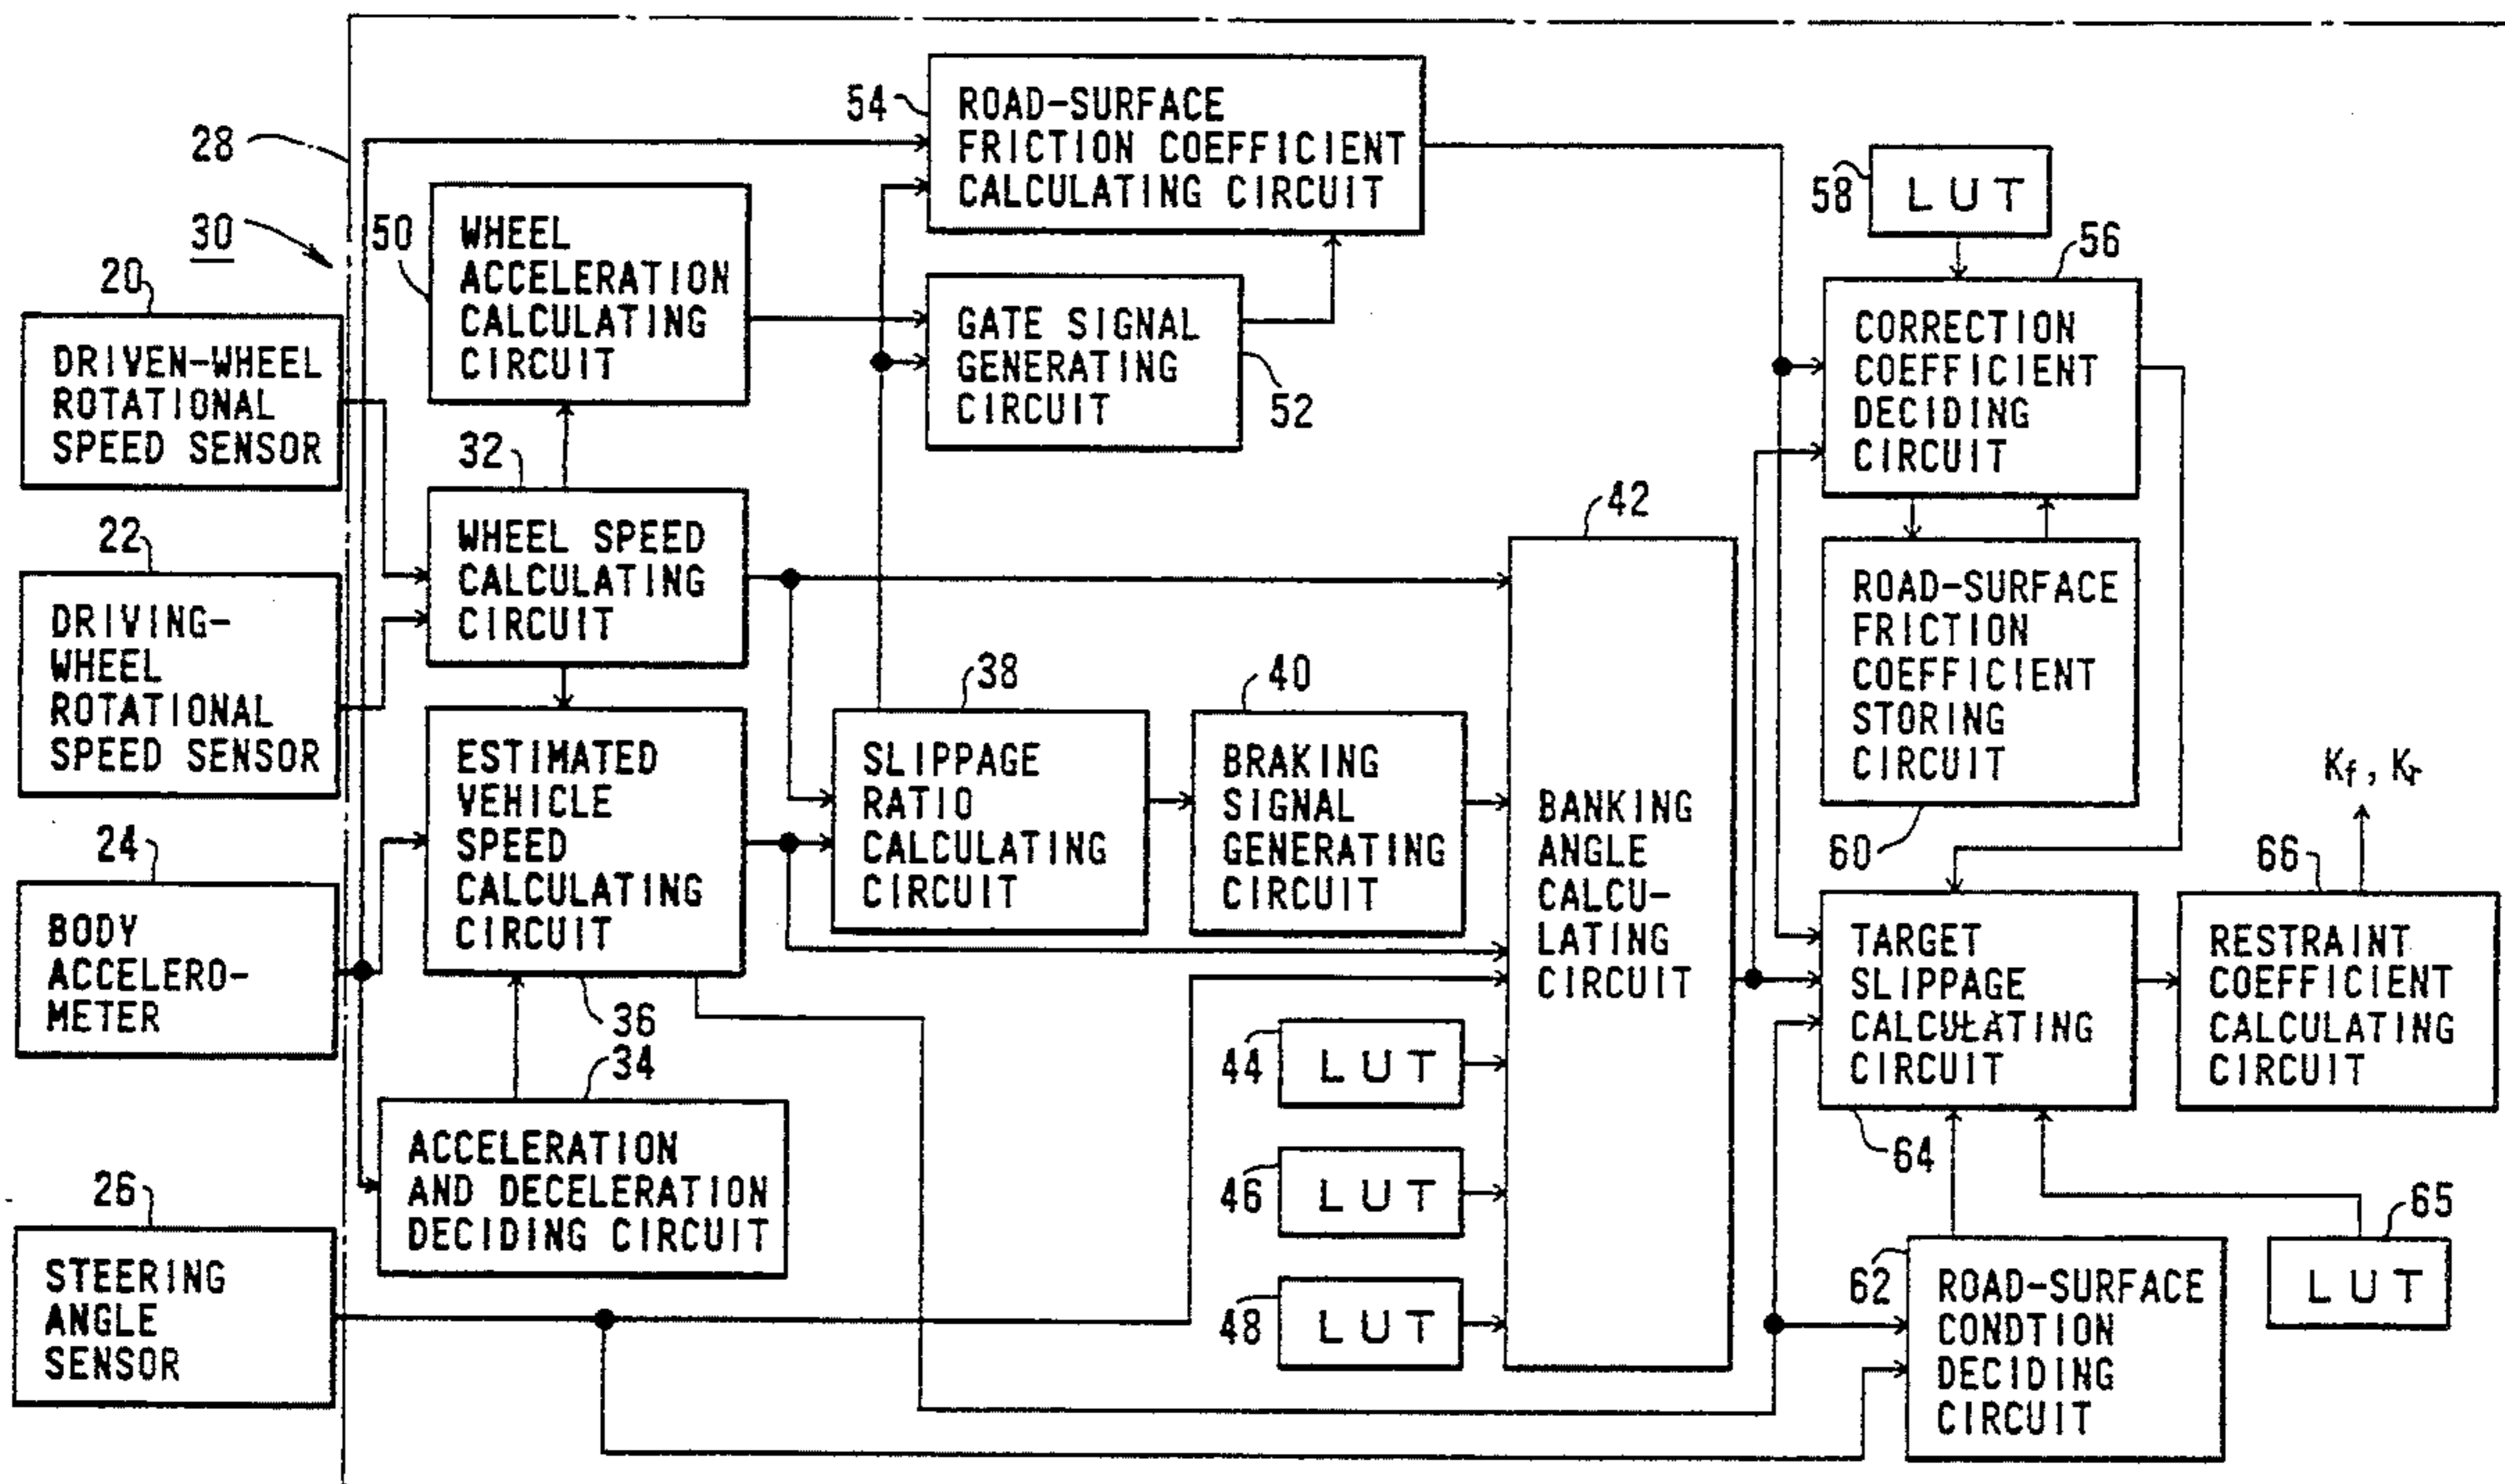 28
30
20
DRIVEN-WHEEL
ROTATIONAL
SPEED SENSOR
22
DRIVING-
WHEEL
ROTATIONAL
SPEED SENSOR
24
BODY
ACCELERO-
METER
26
STEERING
ANGLE
SENSOR
50
WHEEL
ACCELERATION
CALCULATING
CIRCUIT
32
WHEEL SPEED
CALCULATING
CIRCUIT
ESTIMATED
VEHICLE
SPEED
CALCULATING
CIRCUIT
36
34
ACCELERATION
AND DECELERATION
DECIDING CIRCUIT
54
ROAD-SURFACE
FRICTION COEFFICIENT
CALCULATING CIRCUIT
GATE SIGNAL
GENERATING
CIRCUIT
52
38
SLIPPAGE
RATIO
CALCULATING
CIRCUIT
40
BRAKING
SIGNAL
GENERATING
CIRCUIT
42
BANKING
ANGLE
CALCU-
LATING
CIRCUIT
44
LUT
46
LUT
48
LUT
58
LUT
56
CORRECTION
COEFFICIENT
DECIDING
CIRCUIT
ROAD-SURFACE
FRICTION
COEFFICIENT
STORING
CIRCUIT
60
TARGET
SLIPPAGE
CALCULATING
CIRCUIT
64
Kf, Kr
66
RESTRAINT
COEFFICIENT
CALCULATING
CIRCUIT
62
ROAD-SURFACE
CONDTION
DECIDING
CIRCUIT
65
LUT